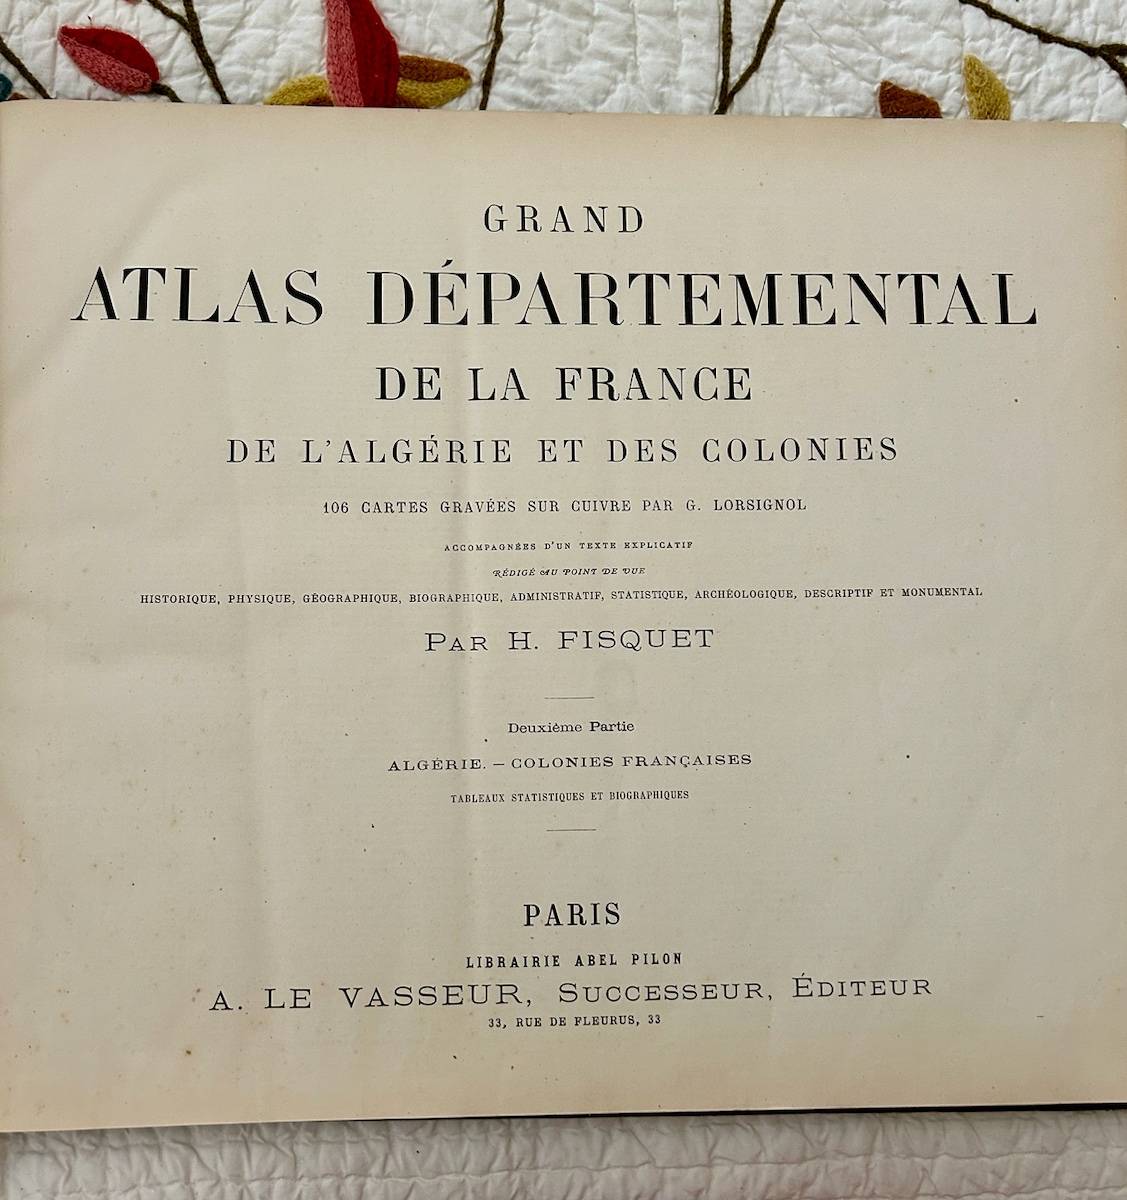 GRAND
ATLAS DÉPARTEMENTAL
DE LA FRANCE
DE L'ALGÉRIE ET DES COLONIES
106 CARTES GRAVÉES SUR CUIVRE PAR G. LORSIGNOL
ACCOMPAGNÉES D'UN TEXTE EXPLICATIF
RÉDIGÉ AU POINT DE VUE
HISTORIQUE, PHYSIQUE, GÉOGRAPHIQUE, BIOGRAPHIQUE, ADMINISTRATIF, STATISTIQUE, ARCHÉOLOGIQUE, DESCRIPTIF ET MONUMENTAL
PAR H. FISQUET
Deuxième Partie
ALGÉRIE. — COLONIES FRANÇAISES
TABLEAUX STATISTIQUES ET BIOGRAPHIQUES
PARIS
LIBRAIRIE ABEL PILON
A. LE VASSEUR, SUCCESSEUR, ÉDITEUR
33, RUE DE FLEURUS, 33